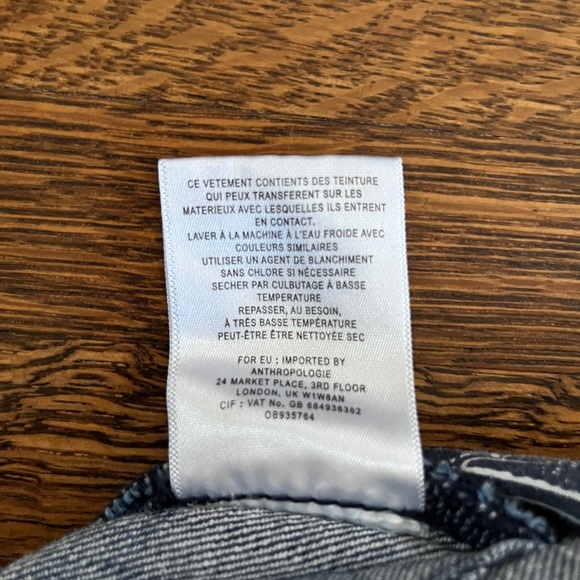 CE VETEMENT CONTIENTS DES TEINTURE
QUI PEUX TRANSFERENT SUR LES
MATERIEUX AVEC LESQUELLES ILS ENTRENT
EN CONTACT.
LAVER À LA MACHINE À L'EAU FROIDE AVEC
COULEURS SIMILAIRES
UTILISER UN AGENT DE BLANCHIMENT
SANS CHLORE SI NÉCESSAIRE
SECHER PAR CULBUTAGE À BASSE
TEMPERATURE
REPASSER, AU BESOIN,
À TRÈS BASSE TEMPÉRATURE
PEUT-ÊTRE ÊTRE NETTOYÉE SEC
FOR EU : IMPORTED BY
ANTHROPOLOGIE
24 MARKET PLACE, 3RD FLOOR
LONDON, UK W1W8AN
CIF : VAT No. GB 684936362
OB935764